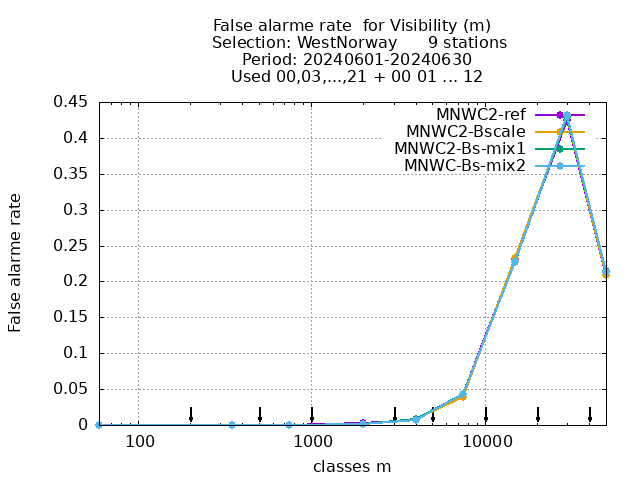 False alarme rate  for Visibility (m)
Selection: WestNorway      9 stations
Period: 20240601-20240630
Used 00,03,...,21 + 00 01 ... 12
MNWC2-ref
MNWC2-Bscale
MNWC2-Bs-mix1
MNWC-Bs-mix2
False alarme rate
0.45
0.4
0.35
0.3
0.25
0.2
0.15
0.1
0.05
0
100
1000
10000
classes m